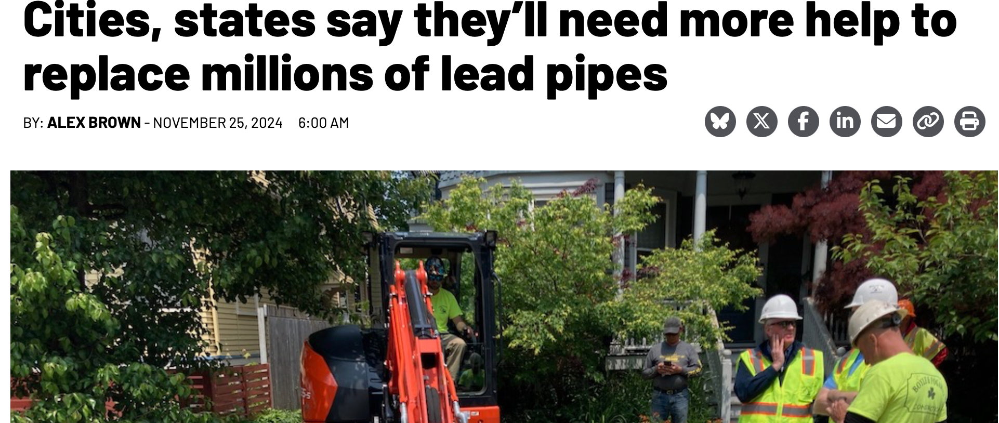 Cities, states say they’ll need more help to
replace millions of lead pipes
BY: ALEX BROWN - NOVEMBER 25, 2024 6:00 AM